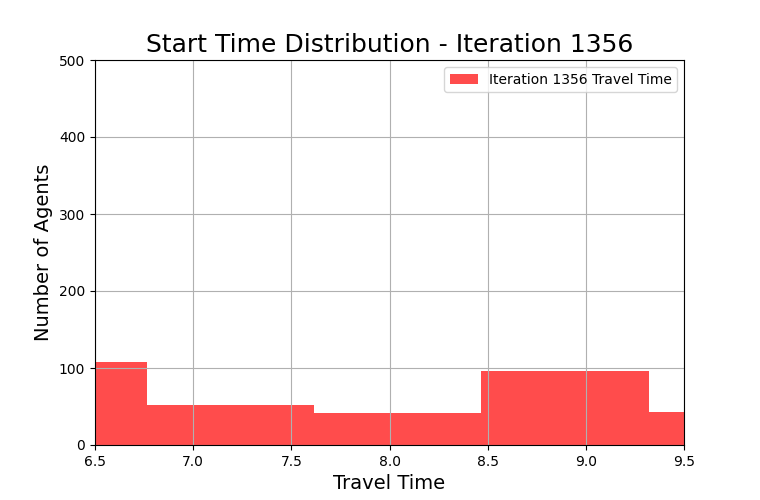 Start Time Distribution - Iteration 1356
Iteration 1356 Travel Time
Number of Agents
500
400
300
200
100
0
6.5 7.0 7.5 8.0 8.5 9.0 9.5
Travel Time